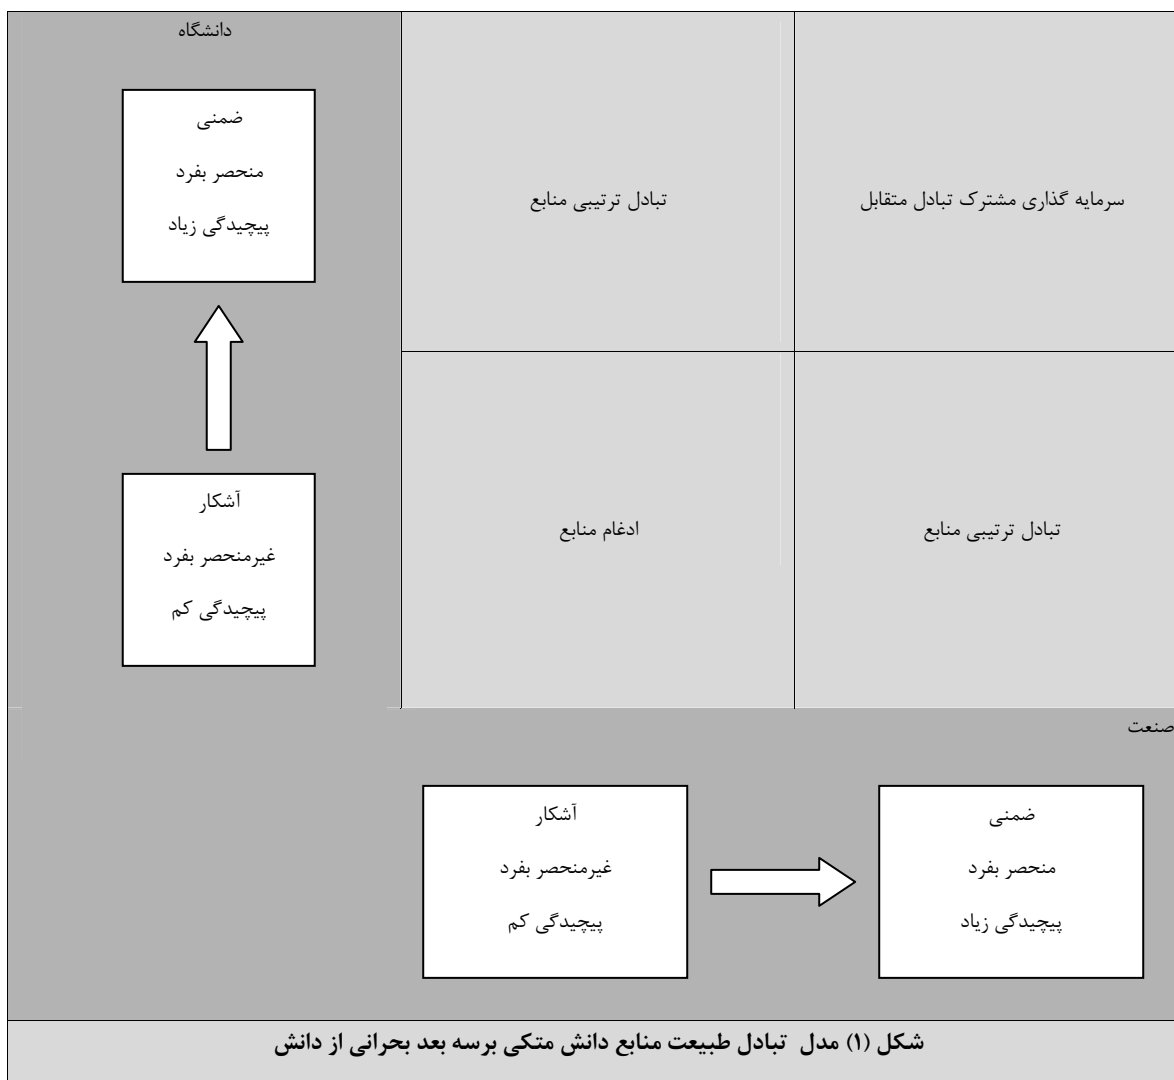 دانشگاه
ضمنی
منحصر بفرد
پیچیدگی زیاد
تبادل ترتیبی منابع
سرمایه گذاری مشترک تبادل متقابل
آشکار
غیرمنحصر بفرد
پیچیدگی کم
ادغام منابع
تبادل ترتیبی منابع
صنعت
آشکار
غیرمنحصر بفرد
پیچیدگی کم
ضمنی
منحصر بفرد
پیچیدگی زیاد
شکل (۱) مدل تبادل طبیعت منابع دانش متکی برسه بعد بحرانی از دانش